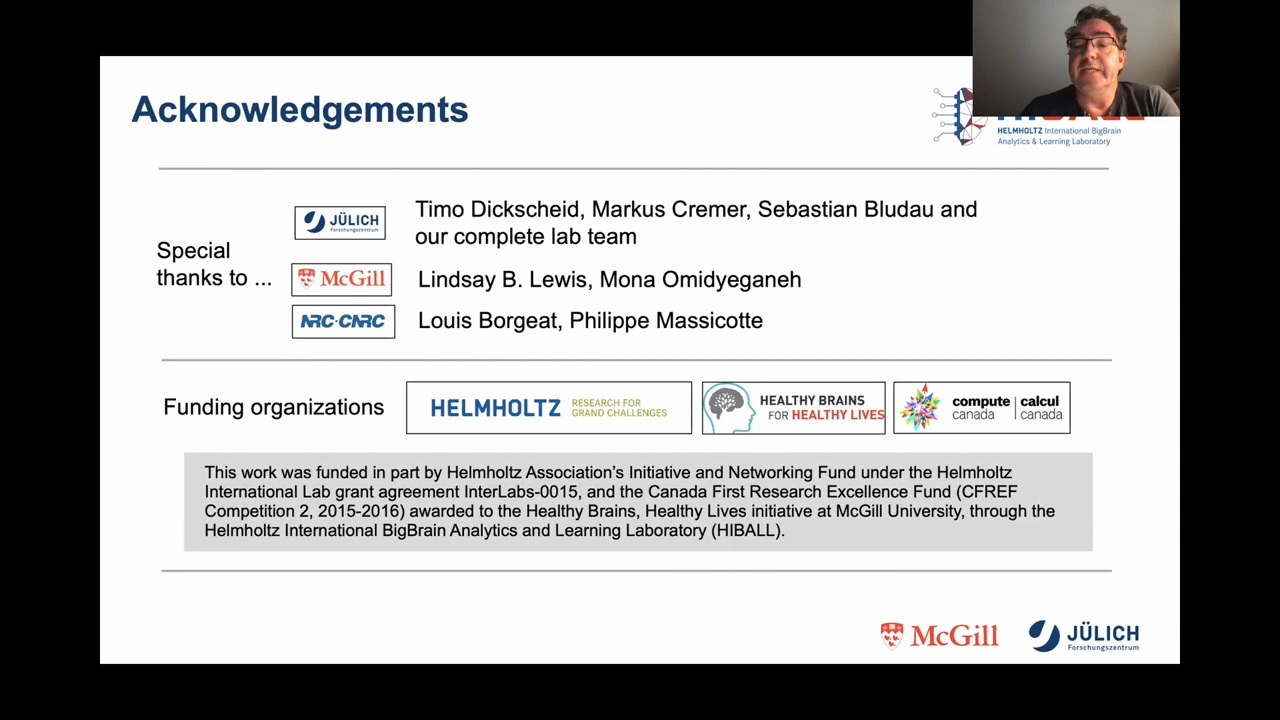 Acknowledgements
HELMHOLTZ International BigBrain
Analytics & Learning Laboratory
Special
thanks to ...
JÜLICH
Forschungszentrum
Timo Dickscheid, Markus Cremer, Sebastian Bludau and
our complete lab team
McGill
Lindsay B. Lewis, Mona Omidyeganeh
NRC·CNRC
Louis Borgeat, Philippe Massicotte
Funding organizations
HELMHOLTZ
RESEARCH FOR
GRAND CHALLENGES
HEALTHY BRAINS
FOR HEALTHY LIVES
compute
canada
calcul
canada
This work was funded in part by Helmholtz Association’s Initiative and Networking Fund under the Helmholtz
International Lab grant agreement InterLabs-0015, and the Canada First Research Excellence Fund (CFREF
Competition 2, 2015-2016) awarded to the Healthy Brains, Healthy Lives initiative at McGill University, through the
Helmholtz International BigBrain Analytics and Learning Laboratory (HIBALL).
McGill
JÜLICH
Forschungszentrum